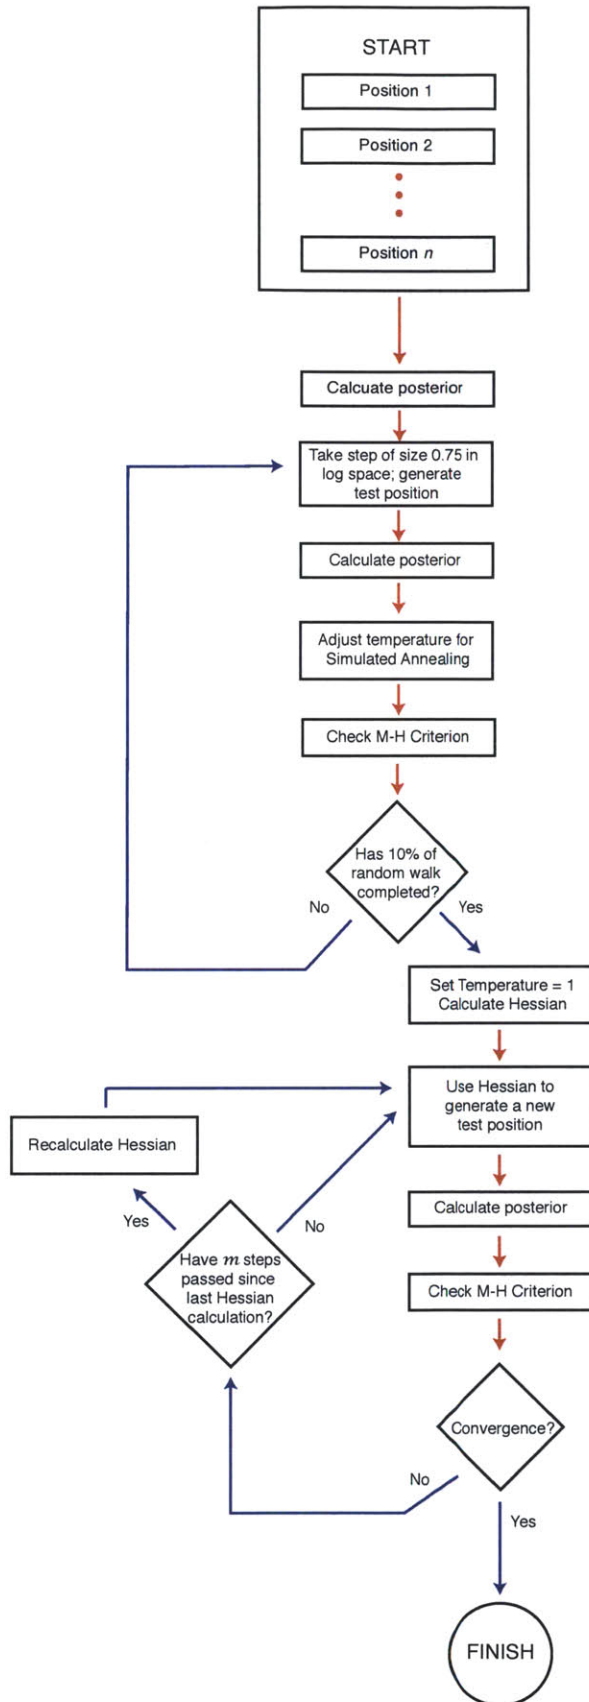 START
Position 1
Position 2
Position n
Calcuate posterior
Take step of size 0.75 in
log space; generate
test position
Calculate posterior
Adjust temperature for
Simulated Annealing
Check M-H Criterion
Has 10% of
random walk
completed?
No
Yes
Set Temperature = 1
Calculate Hessian
Use Hessian to
generate a new
test position
Recalculate Hessian
Calculate posterior
Yes
No
Have m steps
passed since
last Hessian
calculation?
Check M-H Criterion
Convergence?
No
Yes
FINISH